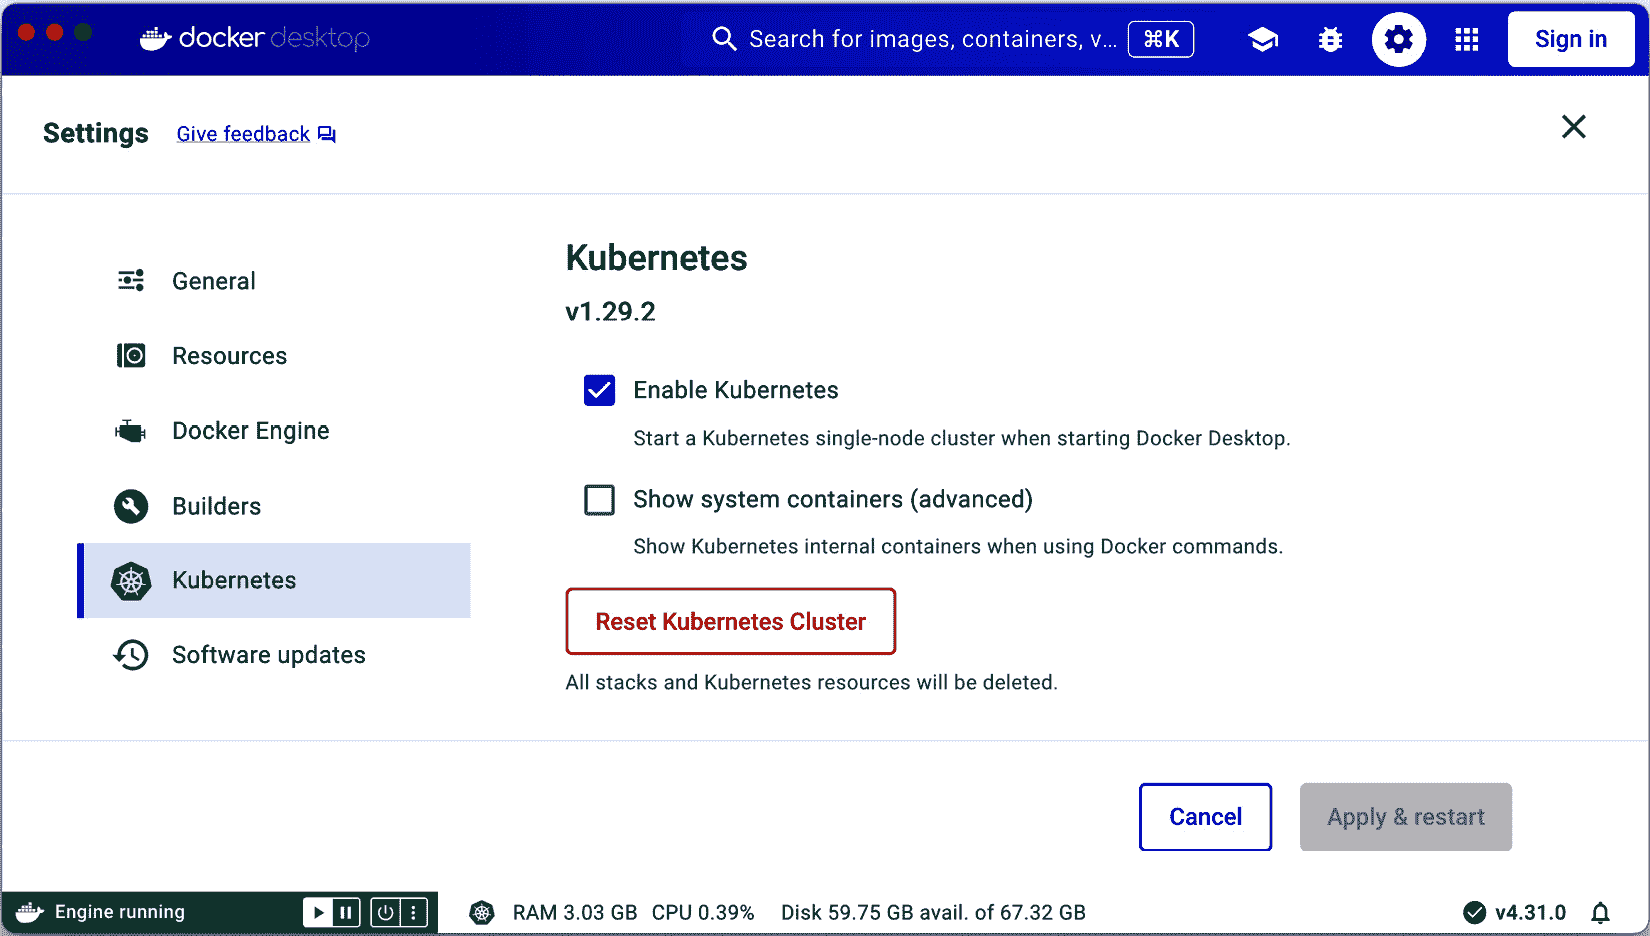 docker desktop
Search for images, containers, v...
⌘K
Sign in
Settings
Give feedback
General
Resources
Docker Engine
Builders
Kubernetes
Software updates
Kubernetes
v1.29.2
Enable Kubernetes
Start a Kubernetes single-node cluster when starting Docker Desktop.
Show system containers (advanced)
Show Kubernetes internal containers when using Docker commands.
Reset Kubernetes Cluster
All stacks and Kubernetes resources will be deleted.
Cancel
Apply & restart
Engine running
RAM 3.03 GB CPU 0.39% Disk 59.75 GB avail. of 67.32 GB
v4.31.0